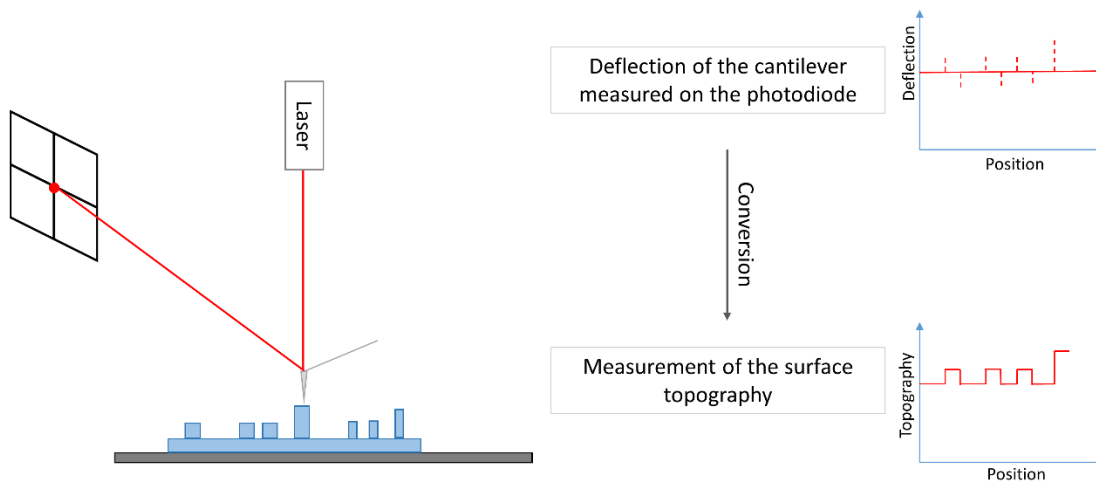 Laser
Deflection of the cantilever
measured on the photodiode
Deflection
Position
Conversion
Measurement of the surface
topography
Topography
Position